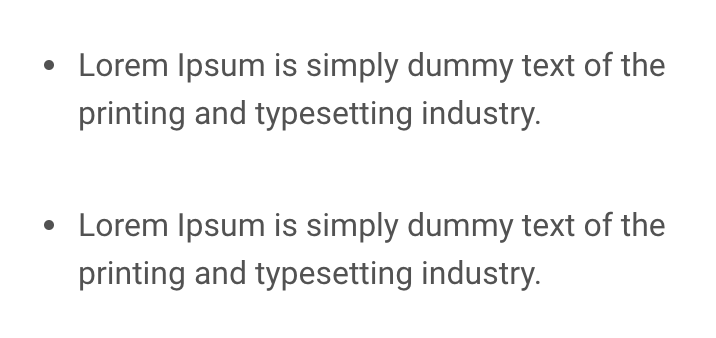 • Lorem Ipsum is simply dummy text of the
printing and typesetting industry.
• Lorem Ipsum is simply dummy text of the
printing and typesetting industry.